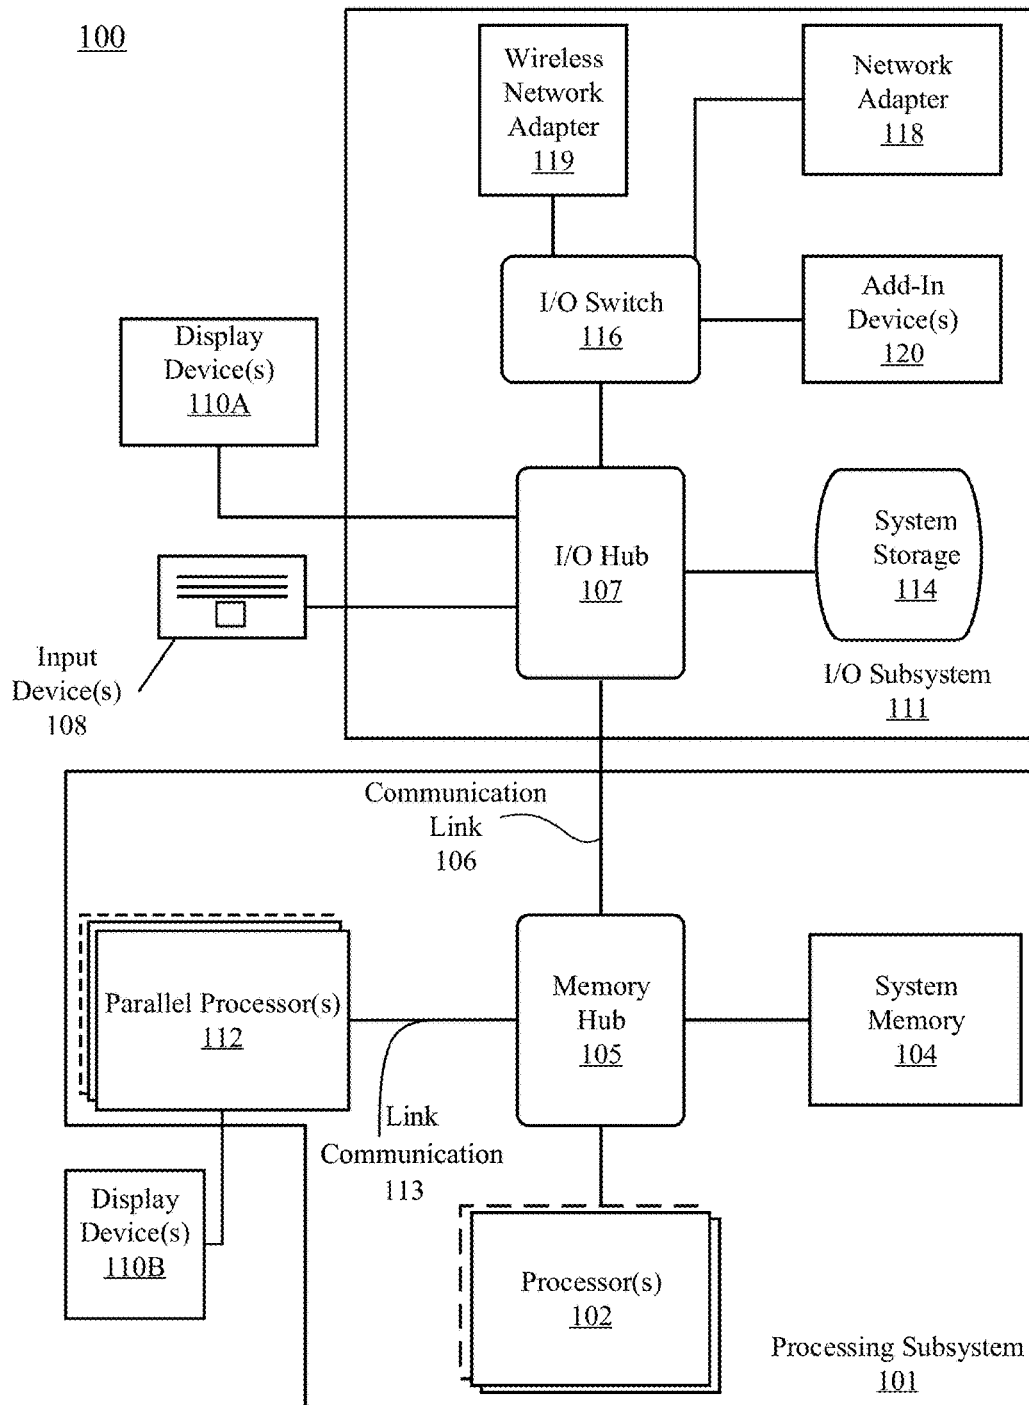 100
Wireless
Network
Adapter
119
Network
Adapter
118
I/O Switch
116
Add-In
Device(s)
120
Display
Device(s)
110A
I/O Hub
107
System
Storage
114
Input
Device(s)
108
I/O Subsystem
111
Communication
Link
106
Parallel Processor(s)
112
Memory
Hub
105
System
Memory
104
Link
Communication
113
Display
Device(s)
110B
Processor(s)
102
Processing Subsystem
101